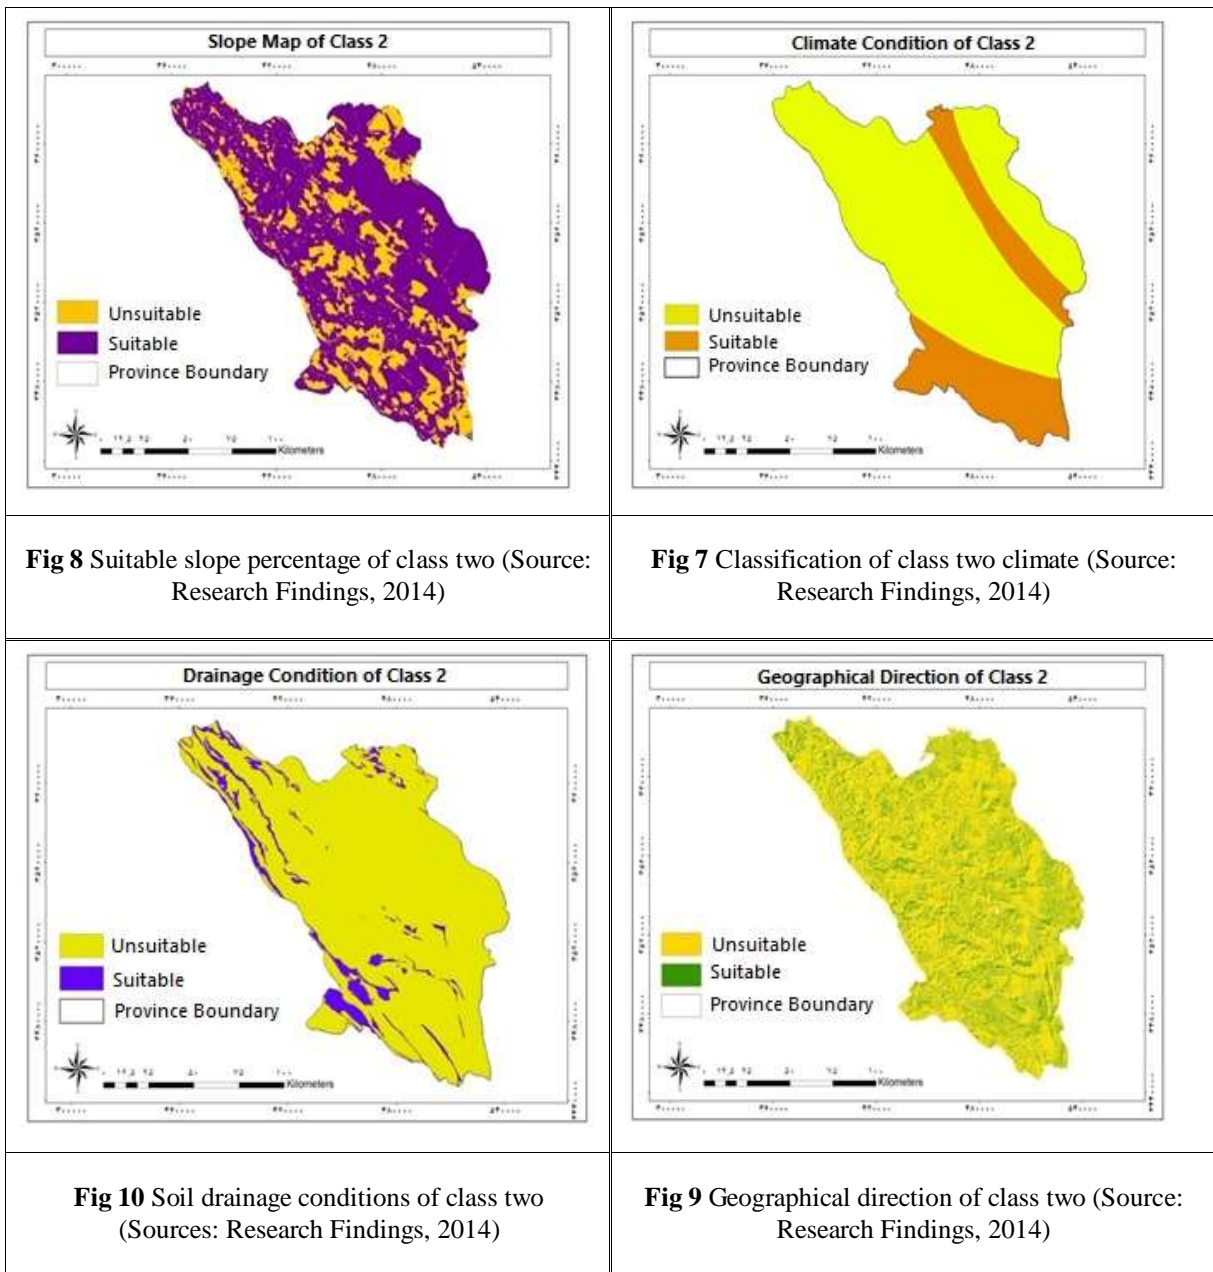 Slope Map of Class 2
Unsuitable
Suitable
Province Boundary
Kilometers
Fig 8 Suitable slope percentage of class two (Source:
Research Findings, 2014)
Climate Condition of Class 2
Unsuitable
Suitable
Province Boundary
Kilometers
Fig 7 Classification of class two climate (Source:
Research Findings, 2014)
Drainage Condition of Class 2
Unsuitable
Suitable
Province Boundary
Kilometers
Fig 10 Soil drainage conditions of class two
(Sources: Research Findings, 2014)
Geographical Direction of Class 2
Unsuitable
Suitable
Province Boundary
Kilometers
Fig 9 Geographical direction of class two (Source:
Research Findings, 2014)